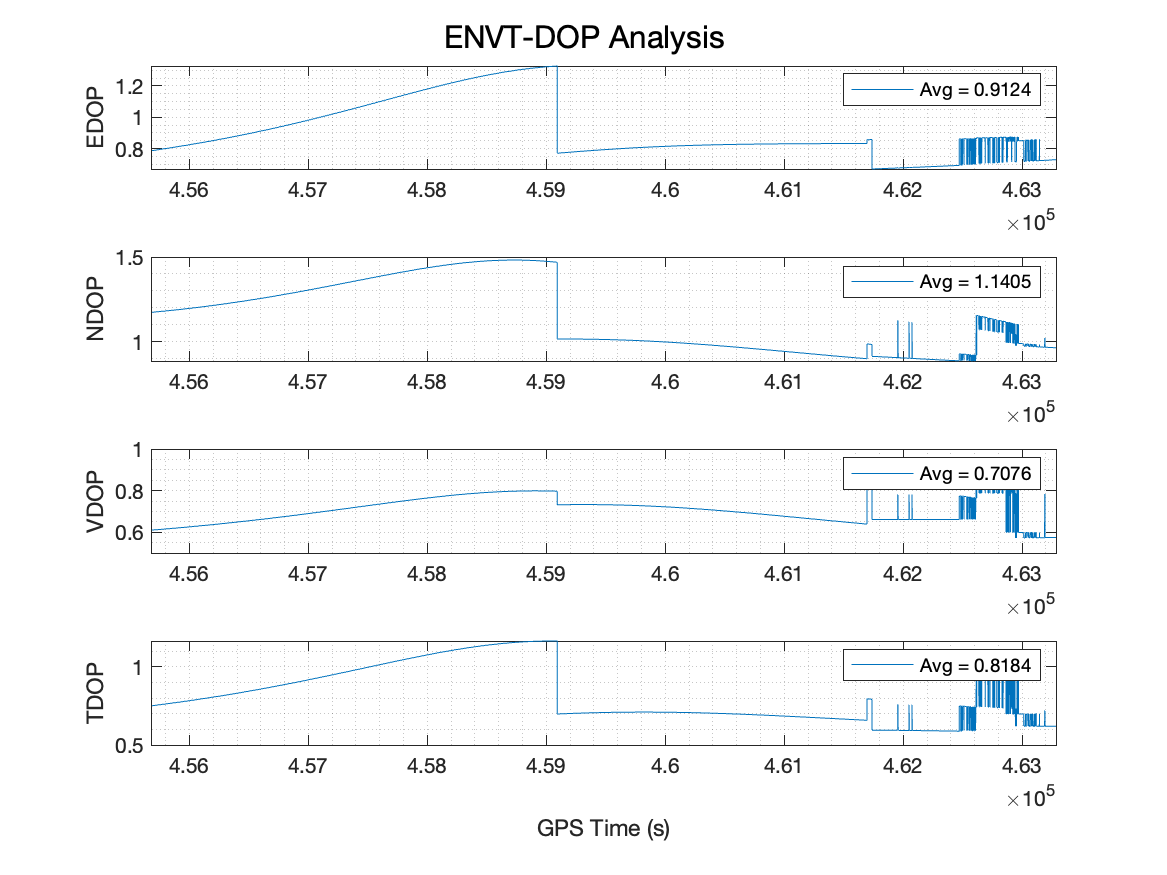 ENVT-DOP Analysis
EDOP
1.2
1
0.8
Avg = 0.9124
4.56 4.57 4.58 4.59 4.6 4.61 4.62 4.63
×10^5
NDOP
1.5
1
Avg = 1.1405
4.56 4.57 4.58 4.59 4.6 4.61 4.62 4.63
×10^5
VDOP
1
0.8
0.6
Avg = 0.7076
4.56 4.57 4.58 4.59 4.6 4.61 4.62 4.63
×10^5
TDOP
1
0.5
Avg = 0.8184
4.56 4.57 4.58 4.59 4.6 4.61 4.62 4.63
×10^5
GPS Time (s)